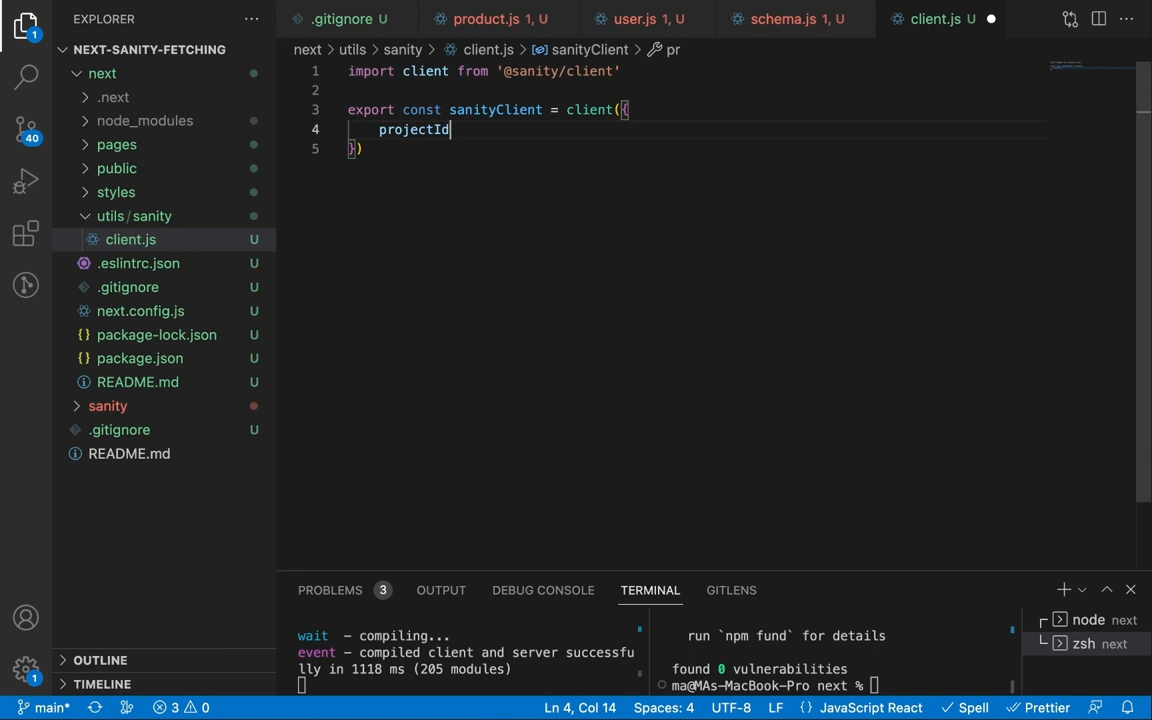 EXPLORER
NEXT-SANITY-FETCHING
next
.next
node_modules
pages
public
styles
utils/sanity
client.js U
.eslintrc.json U
.gitignore U
next.config.js U
package-lock.json U
package.json U
README.md U
sanity
.gitignore U
README.md
OUTLINE
TIMELINE
1
40
1
.gitignore U
product.js 1, U
user.js 1, U
schema.js 1, U
client.js U
next > utils > sanity > client.js > sanityClient > pr
1 import client from '@sanity/client'
2
3 export const sanityClient = client({
4 projectId
5 })
PROBLEMS 3 OUTPUT DEBUG CONSOLE TERMINAL GITLENS
wait - compiling...
event - compiled client and server successfu
lly in 1118 ms (205 modules)
run `npm fund` for details
found 0 vulnerabilities
ma@MAs-MacBook-Pro next %
node next
zsh next
main* 3 0 Ln 4, Col 14 Spaces: 4 UTF-8 LF {} JavaScript React Spell Prettier